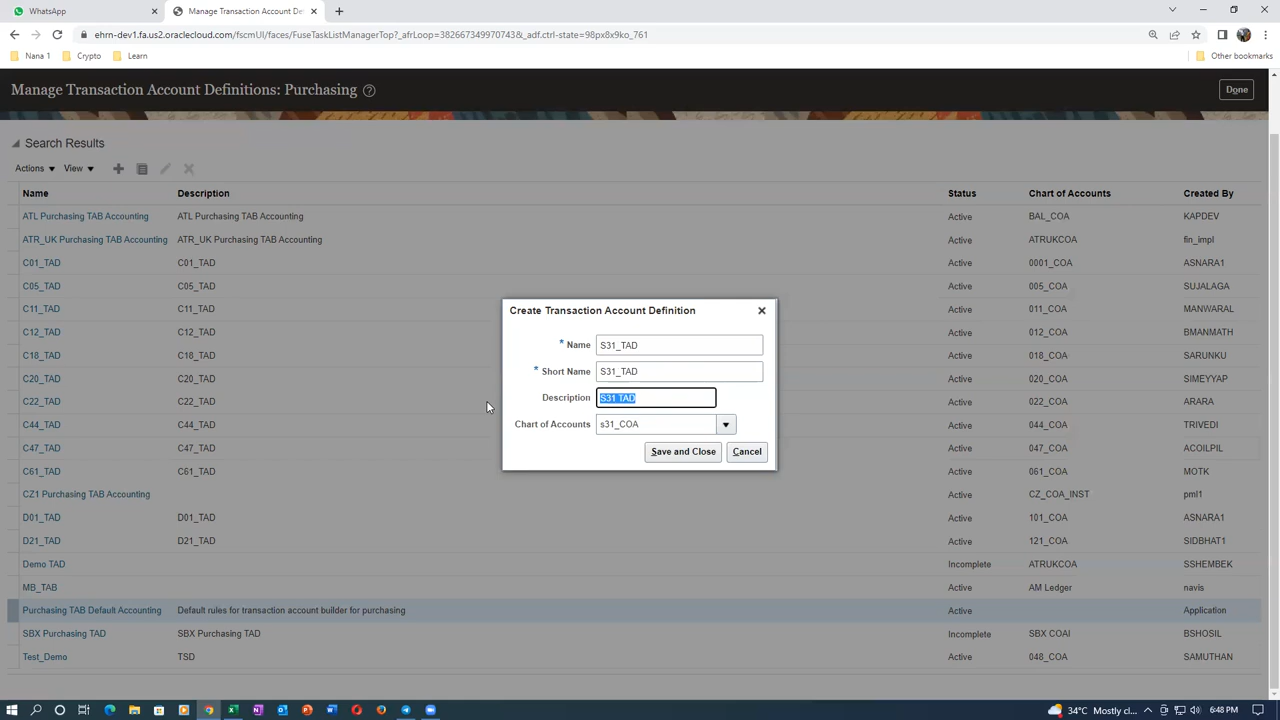 WhatsApp
Manage Transaction Account Def
ehrn-dev1.fa.us2.oraclecloud.com/fscmUI/faces/FuseTaskListManagerTop?_afrLoop=382667349970743&_adf.ctrl-state=98px8x9ko_761
Nana 1 Crypto Learn Other bookmarks
Manage Transaction Account Definitions: Purchasing
Done
Search Results
Actions View
Name Description Status Chart of Accounts Created By
ATL Purchasing TAB Accounting ATL Purchasing TAB Accounting Active BAL_COA KAPDEV
ATR_UK Purchasing TAB Accounting ATR_UK Purchasing TAB Accounting Active ATRUKCOA fin_impl
C01_TAD C01_TAD Active 0001_COA ASNARA1
C05_TAD C05_TAD Active 005_COA SUJALAGA
C11_TAD C11_TAD Active 011_COA MANWARAL
C12_TAD C12_TAD Active 012_COA BMANMATH
C18_TAD C18_TAD Active 018_COA SARUNKU
C20_TAD C20_TAD Active 020_COA SIMEYYAP
C22_TAD C22_TAD Active 022_COA ARARA
C44_TAD C44_TAD Active 044_COA TRIVEDI
C47_TAD C47_TAD Active 047_COA ACOILPIL
C61_TAD C61_TAD Active 061_COA MOTK
CZ1 Purchasing TAB Accounting Active CZ_COA_INST pml1
D01_TAD D01_TAD Active 101_COA ASNARA1
D21_TAD D21_TAD Active 121_COA SIDBHAT1
Demo TAD Incomplete ATRUKCOA SSHEMBEK
MB_TAB Active AM Ledger navis
Purchasing TAB Default Accounting Default rules for transaction account builder for purchasing Active Application
SBX Purchasing TAD SBX Purchasing TAD Incomplete SBX COAI BSHOSIL
Test_Demo TSD Active 048_COA SAMUTHAN
Create Transaction Account Definition
* Name S31_TAD
* Short Name S31_TAD
Description S31 TAD
Chart of Accounts s31_COA
Save and Close Cancel
34°C Mostly cl... 6:48 PM